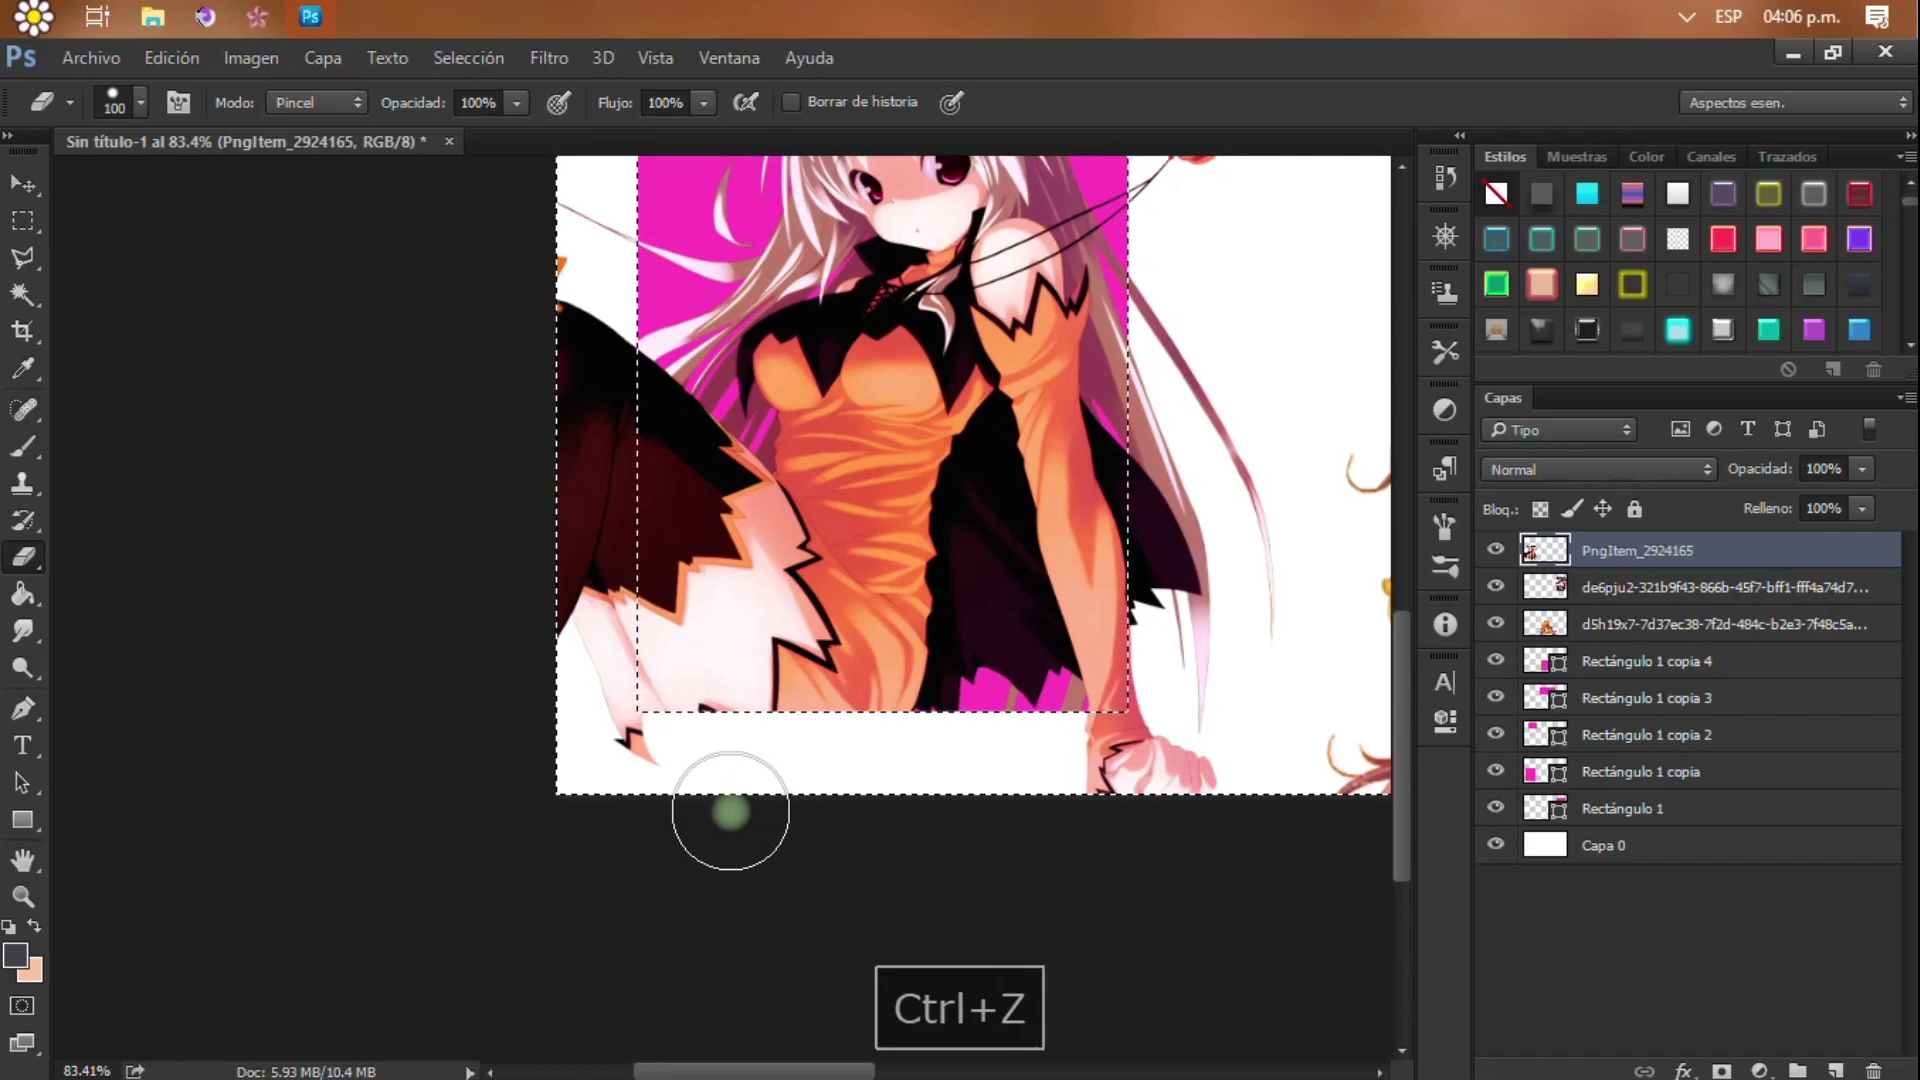 Ps
ESP 04:06 p.m.
Ps Archivo Edición Imagen Capa Texto Selección Filtro 3D Vista Ventana Ayuda
100 Modo: Pincel Opacidad: 100% Flujo: 100% Borrar de historia Aspectos esen.
Sin título-1 al 83.4% (PngItem_2924165, RGB/8) *
Estilos Muestras Color Canales Trazados
Capas
Tipo
Normal Opacidad: 100%
Bloq.: Relleno: 100%
PngItem_2924165
de6pju2-321b9f43-866b-45f7-bff1-fff4a74d7...
d5h19x7-7d37ec38-7f2d-484c-b2e3-7f48c5a...
Rectángulo 1 copia 4
Rectángulo 1 copia 3
Rectángulo 1 copia 2
Rectángulo 1 copia
Rectángulo 1
Capa 0
Ctrl+Z
83.41% Doc: 5.93 MB/10.4 MB
fx